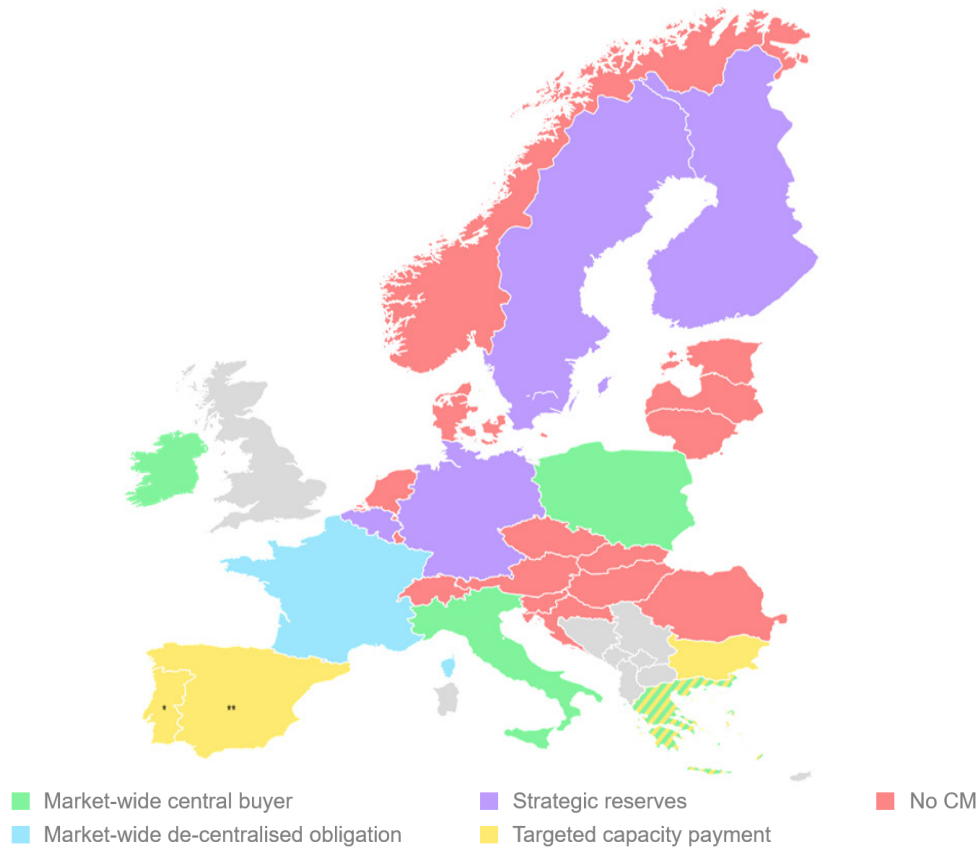 *
**
Market-wide central buyer
Strategic reserves
No CM
Market-wide de-centralised obligation
Targeted capacity payment